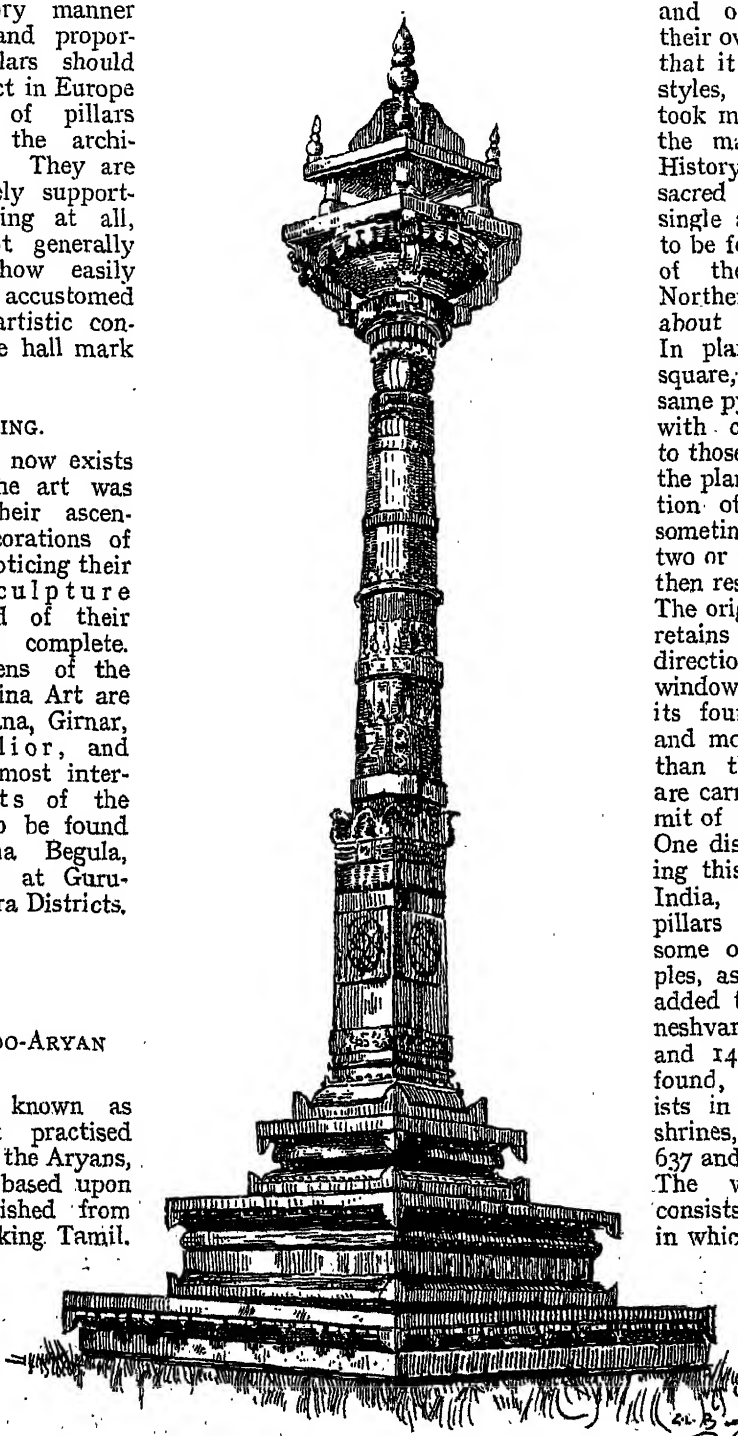 ry manner
and propor-
lars should
ct in Europe
of pillars
the archi-
They are
ely support-
ing at all,
t generally
how easily
accustomed
artistic con-
e hall mark
ING.
now exists
ne art was
heir ascen-
corations of
oticing their
culpture
d of their
complete.
ens of the
ina Art are
na, Girnar,
lior, and
most inter-
ts of the
o be found
na Begula,
at Guru-
ra Districts.
DO-ARYAN
known as
t practised
the Aryans,
based upon
ished from
king Tamil.
and o
their ov
that it
styles,
took m
the ma
History
sacred
single a
to be fo
of the
Norther
about
In plan
square,
same py
with c
to those
the plan
tion of
sometin
two or
then res
The orig
retains
directio
window
its four
and mo
than th
are carr
mit of
One dis
ing this
India,
pillars
some o
ples, as
added t
neshvar
and 14
found,
ists in
shrines,
637 and
The v
consists
in whic